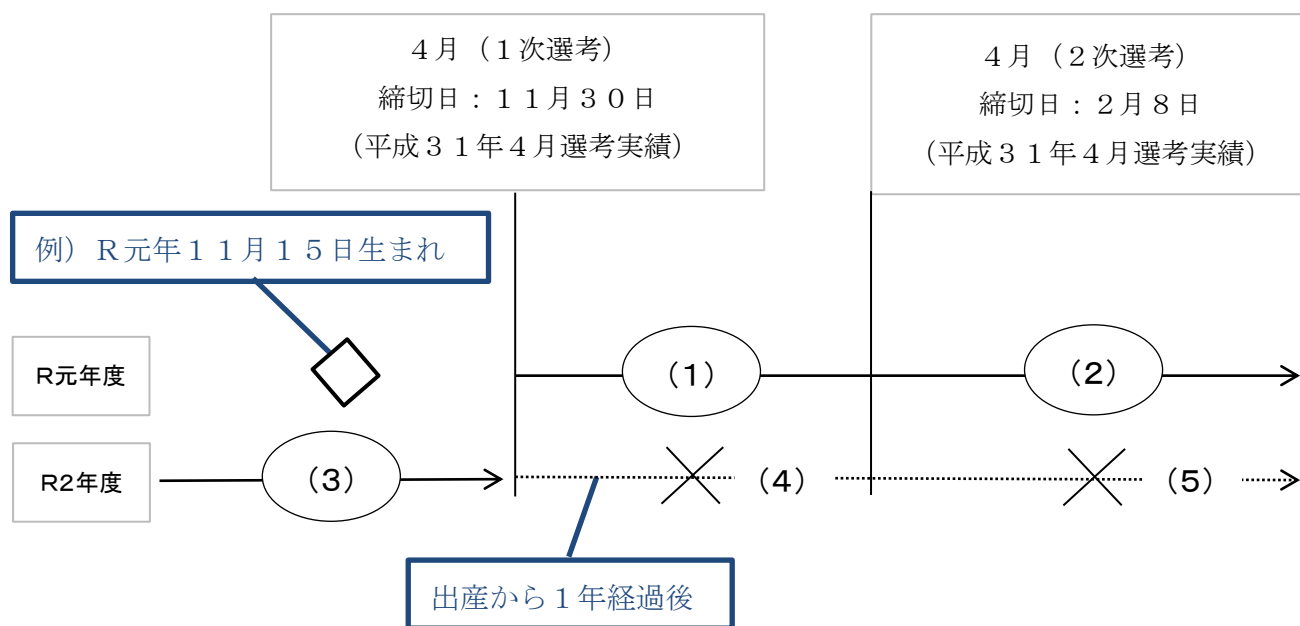 ４月（１次選考）
締切日：１１月３０日
（平成３１年４月選考実績）
４月（２次選考）
締切日：２月８日
（平成３１年４月選考実績）
例）Ｒ元年１１月１５日生まれ
R元年度
（1）
（2）
R2年度
（3）
（4）
（5）
出産から１年経過後